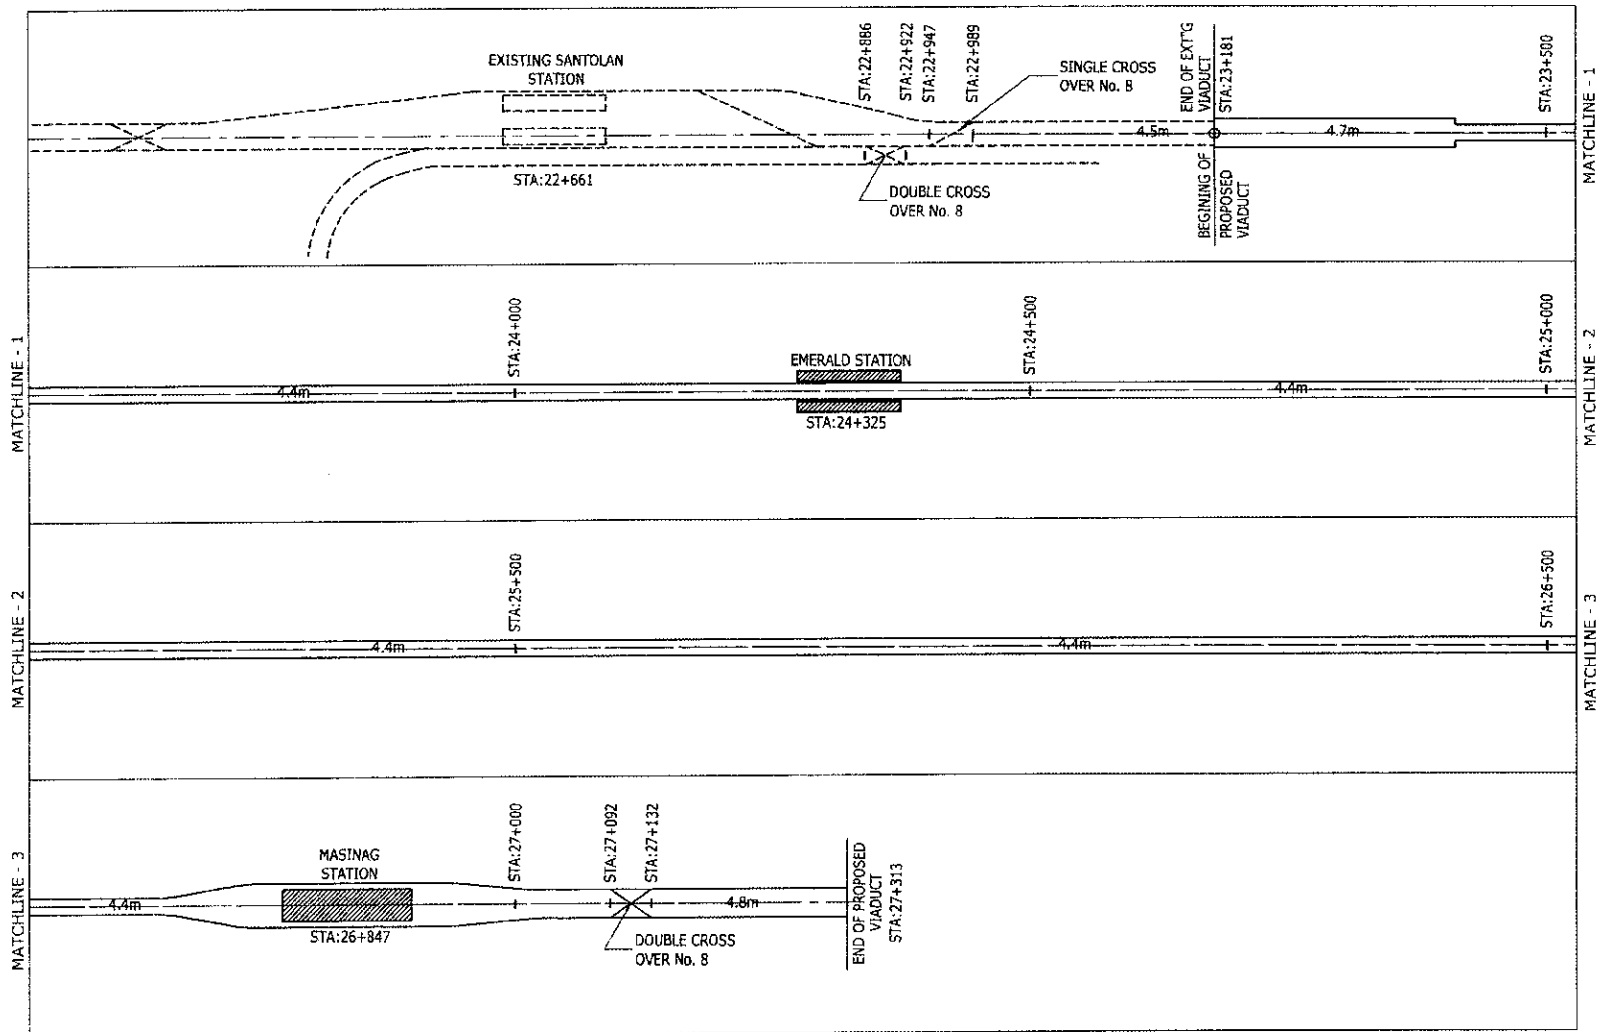 EXISTING SANTOLAN
STATION
STA:22+661
STA:22+886
STA:22+922
STA:22+947
STA:22+989
SINGLE CROSS
OVER No. 8
DOUBLE CROSS
OVER No. 8
END OF EXT'G
VIADUCT
STA:23+181
BEGINING OF
PROPOSED
VIADUCT
4.5m
4.7m
STA:23+500
MATCHLINE - 1
MATCHLINE - 1
4.4m
STA:24+000
EMERALD STATION
STA:24+325
STA:24+500
4.4m
STA:25+000
MATCHLINE - 2
MATCHLINE - 2
4.4m
STA:25+500
4.4m
STA:26+500
MATCHLINE - 3
MATCHLINE - 3
4.4m
MASINAG
STATION
STA:26+847
STA:27+000
STA:27+092
STA:27+132
DOUBLE CROSS
OVER No. 8
4.8m
END OF PROPOSED
VIADUCT
STA:27+313